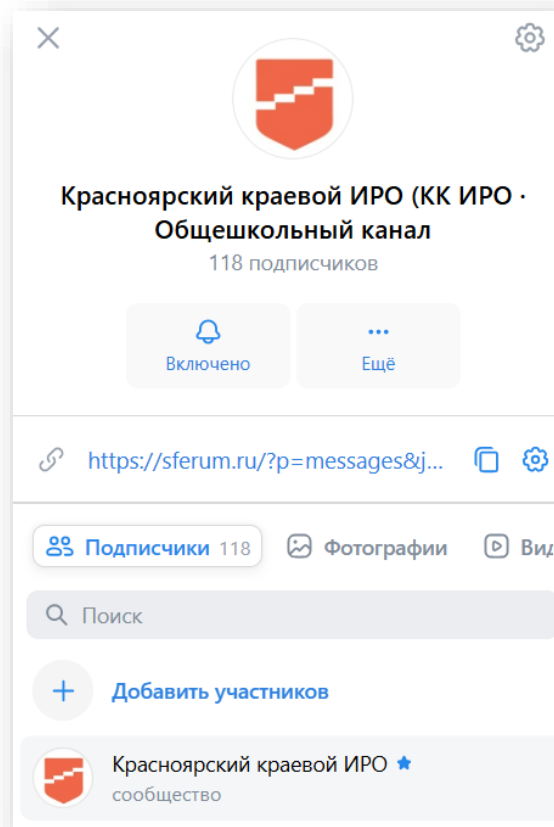 Красноярский краевой ИРО (КК ИРО ·
Общешкольный канал
118 подписчиков
Включено
Ещё
https://sferum.ru/?p=messages&j...
Подписчики 118
Фотографии
Вид
Поиск
Добавить участников
Красноярский краевой ИРО
сообщество